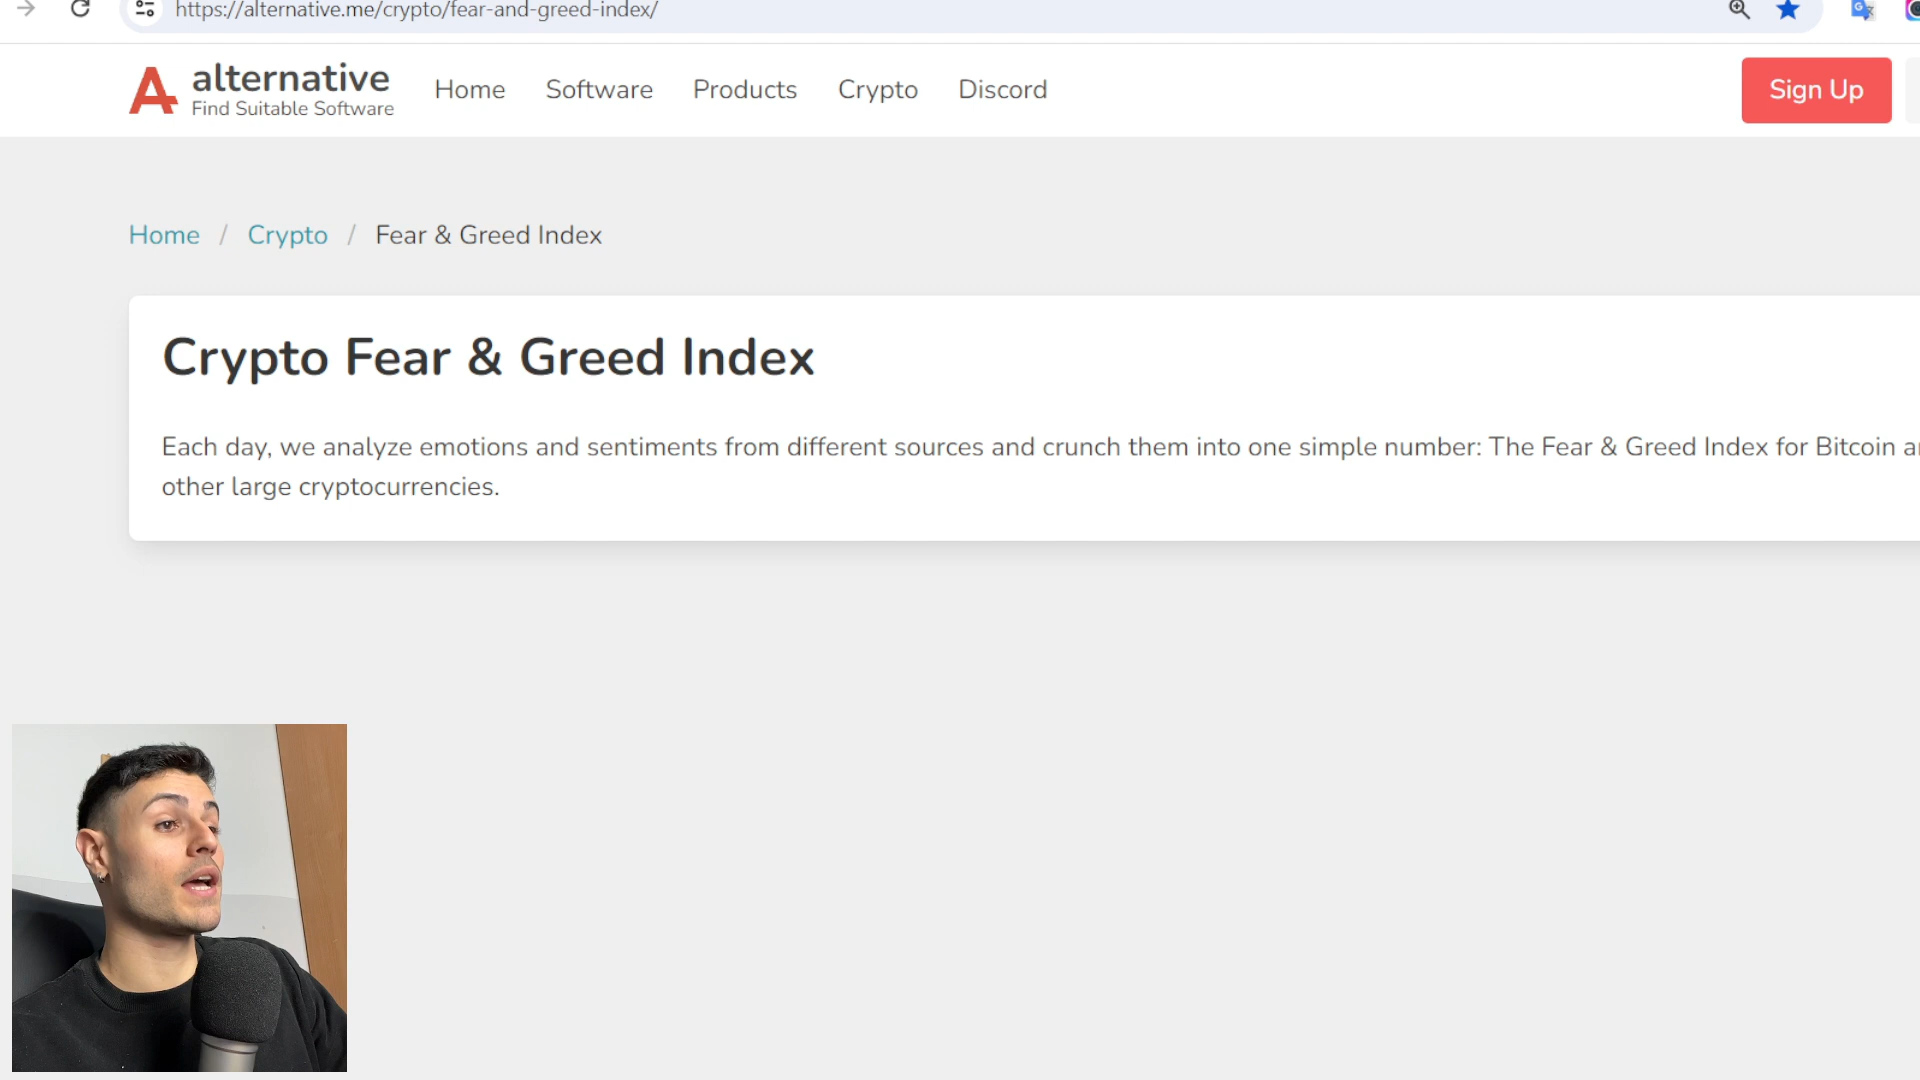 https://alternative.me/crypto/fear-and-greed-index/
alternative
Find Suitable Software
Home
Software
Products
Crypto
Discord
Sign Up
Home / Crypto / Fear & Greed Index
Crypto Fear & Greed Index
Each day, we analyze emotions and sentiments from different sources and crunch them into one simple number: The Fear & Greed Index for Bitcoin
other large cryptocurrencies.